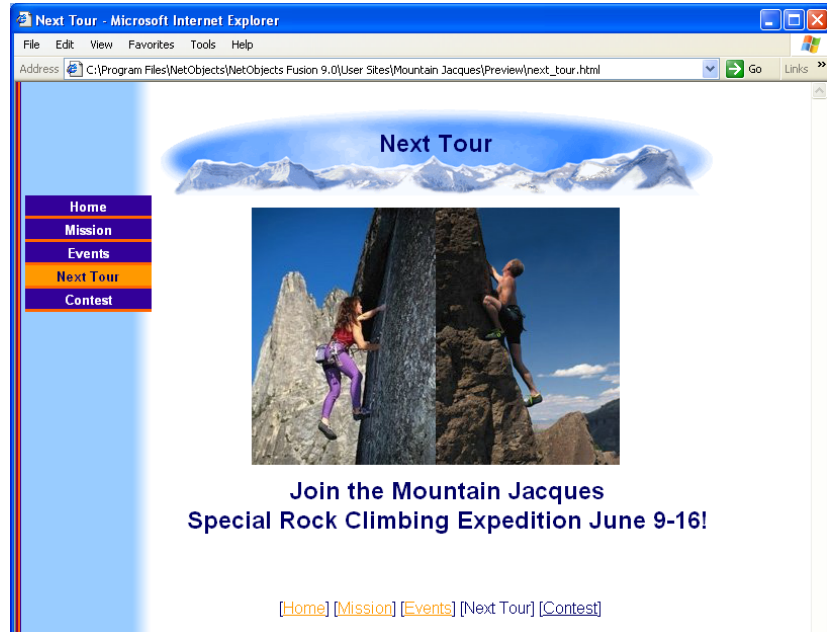 Next Tour - Microsoft Internet Explorer
File Edit View Favorites Tools Help
Address C:\Program Files\NetObjects\NetObjects Fusion 9.0\User Sites\Mountain Jacques\Preview\next_tour.html Go Links »
Next Tour
Home
Mission
Events
Next Tour
Contest
Join the Mountain Jacques
Special Rock Climbing Expedition June 9-16!
[Home] [Mission] [Events] [Next Tour] [Contest]